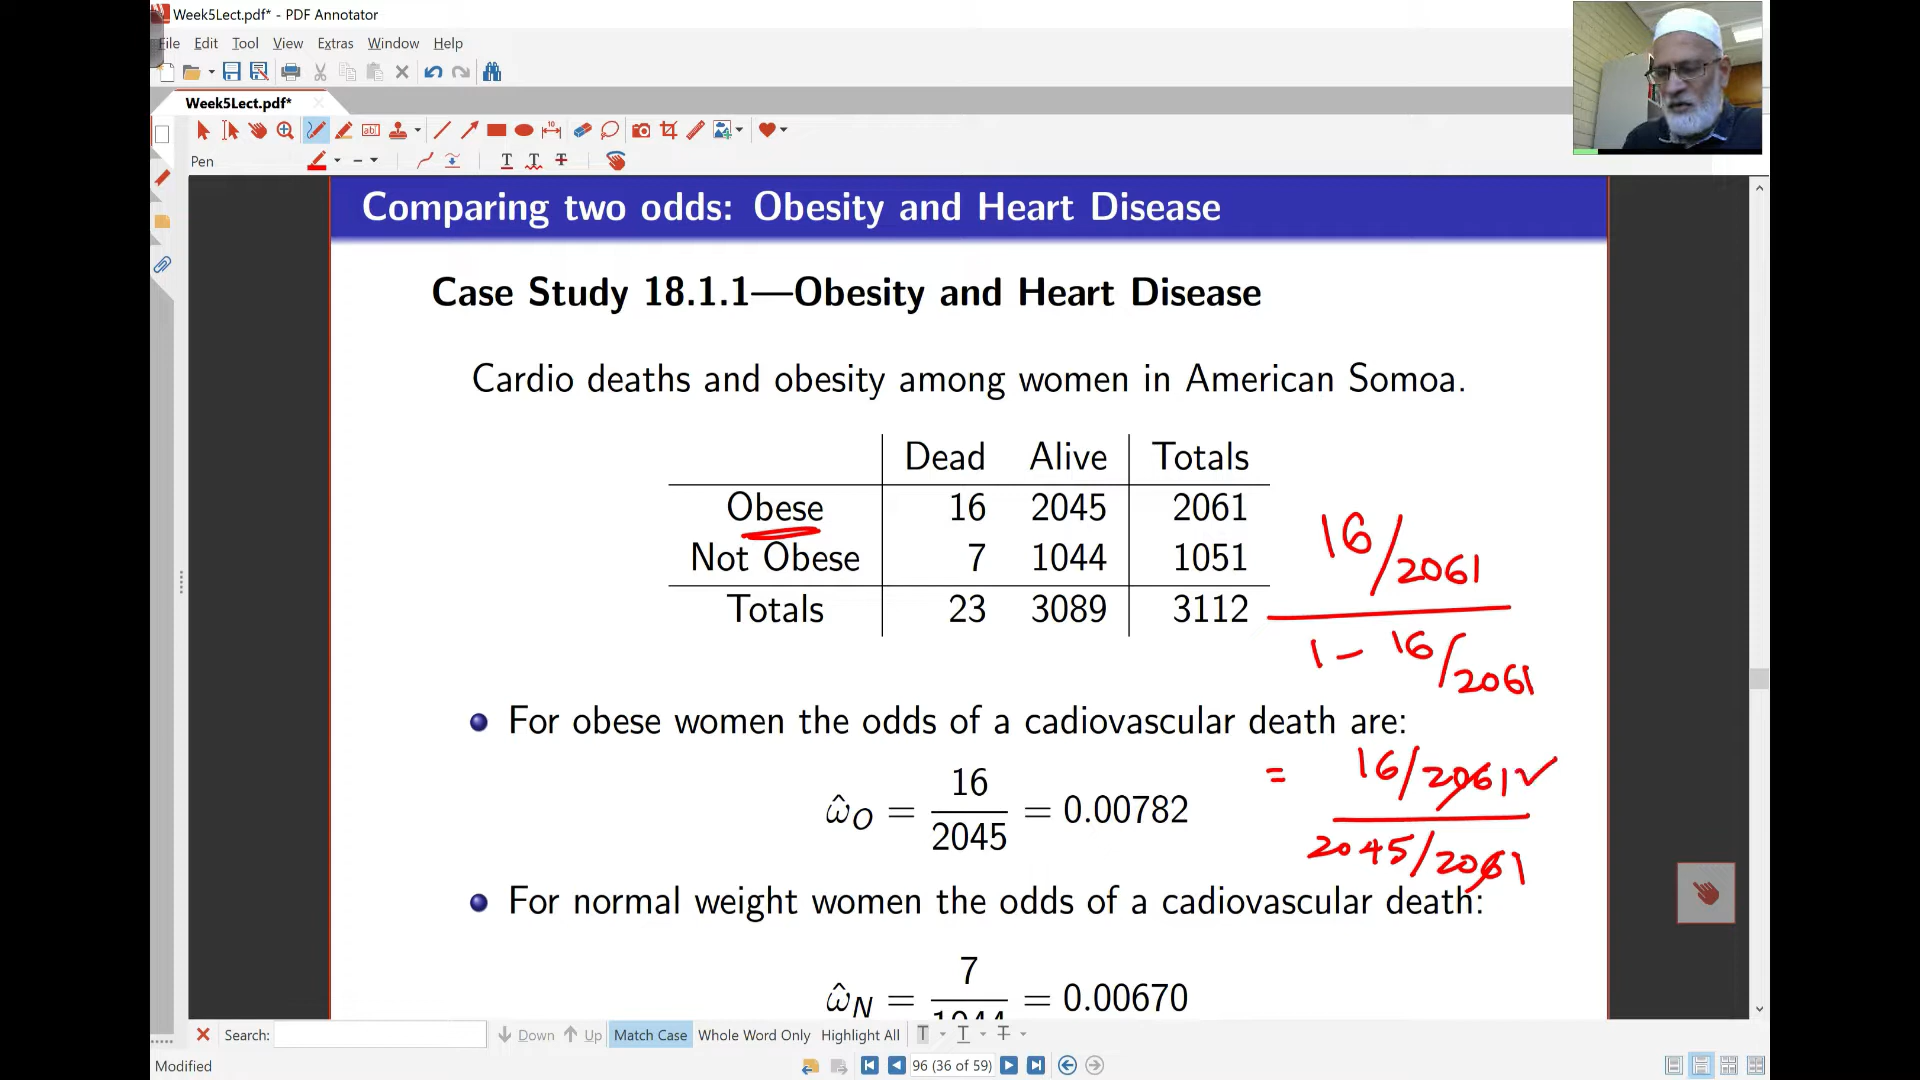 Week5Lect.pdf* - PDF Annotator
File Edit Tool View Extras Window Help
Week5Lect.pdf*
Pen
Comparing two odds: Obesity and Heart Disease
Case Study 18.1.1—Obesity and Heart Disease
Cardio deaths and obesity among women in American Somoa.
Dead Alive Totals
Obese 16 2045 2061
Not Obese 7 1044 1051
Totals 23 3089 3112
16/2061
1 - 16/2061
For obese women the odds of a cadiovascular death are:
ω̂O = 16/2045 = 0.00782
= 16/2061 ✓
2045/2061
For normal weight women the odds of a cadiovascular death:
ω̂N = 7/1044 = 0.00670
Search: Down Up Match Case Whole Word Only Highlight All
Modified 96 (36 of 59)